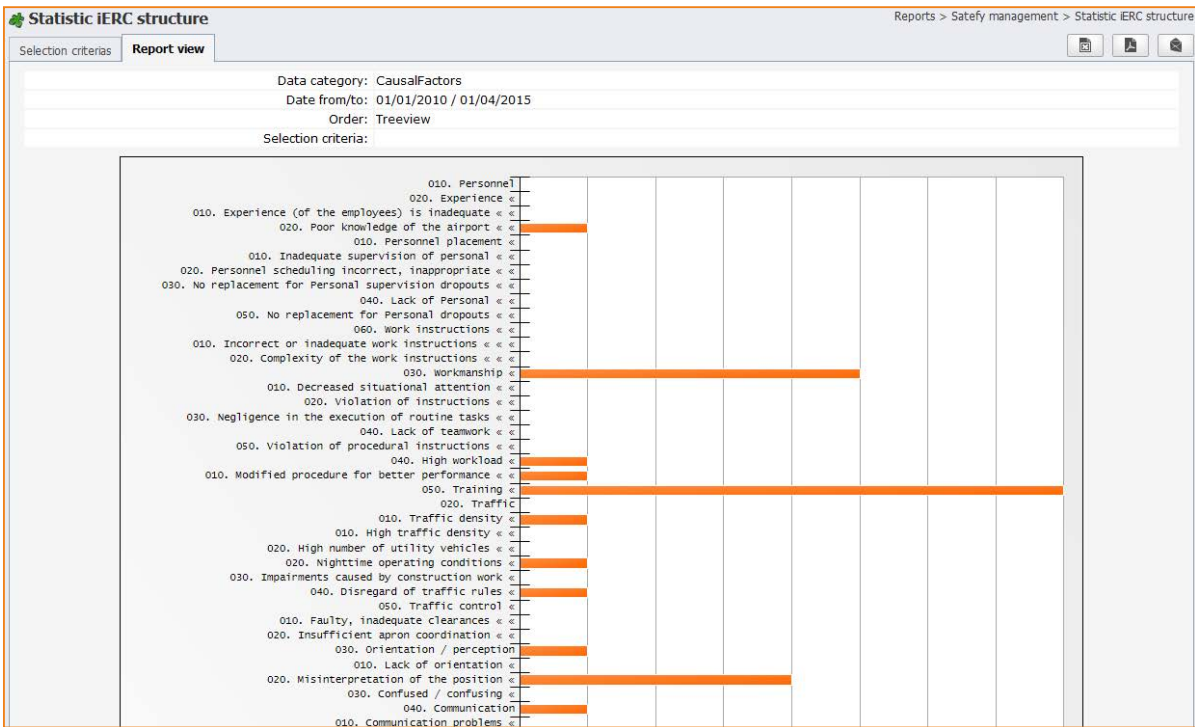 Statistic iERC structure
Reports > Satefy management > Statistic iERC structure
Selection criterias
Report view
Data category: CausalFactors
Date from/to: 01/01/2010 / 01/04/2015
Order: Treeview
Selection criteria:
010. Personnel
020. Experience «
010. Experience (of the employees) is inadequate « «
020. Poor knowledge of the airport « «
010. Personnel placement «
010. Inadequate supervision of personal « «
020. Personnel scheduling incorrect, inappropriate « «
030. No replacement for Personal supervision dropouts « «
040. Lack of Personal « «
050. No replacement for Personal dropouts « «
060. Work instructions « «
010. Incorrect or inadequate work instructions « « «
020. Complexity of the work instructions « « «
030. Workmanship «
010. Decreased situational attention « «
020. Violation of instructions « «
030. Negligence in the execution of routine tasks « «
040. Lack of teamwork « «
050. Violation of procedural instructions « «
040. High workload «
010. Modified procedure for better performance « «
050. Training «
020. Traffic
010. Traffic density «
010. High traffic density « «
020. High number of utility vehicles « «
020. Nighttime operating conditions «
030. Impairments caused by construction work «
040. Disregard of traffic rules «
050. Traffic control «
010. Faulty, inadequate clearances « «
020. Insufficient apron coordination « «
030. Orientation / perception
010. Lack of orientation «
020. Misinterpretation of the position «
030. Confused / confusing «
040. Communication
010. Communication problems «